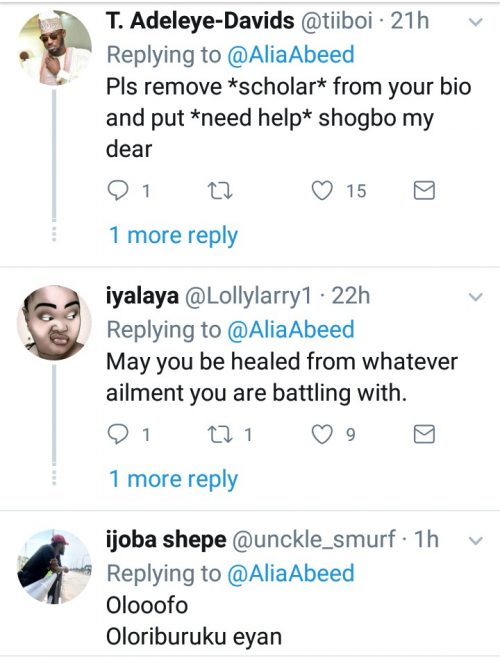 T. Adeleye-Davids @tiiboi · 21h
Replying to @AliaAbeed
Pls remove *scholar* from your bio
and put *need help* shogbo my
dear
1 15
1 more reply
iyalaya @Lollylarry1 · 22h
Replying to @AliaAbeed
May you be healed from whatever
ailment you are battling with.
1 1 9
1 more reply
ijoba shepe @unckle_smurf · 1h
Replying to @AliaAbeed
Olooofo
Oloriburuku eyan